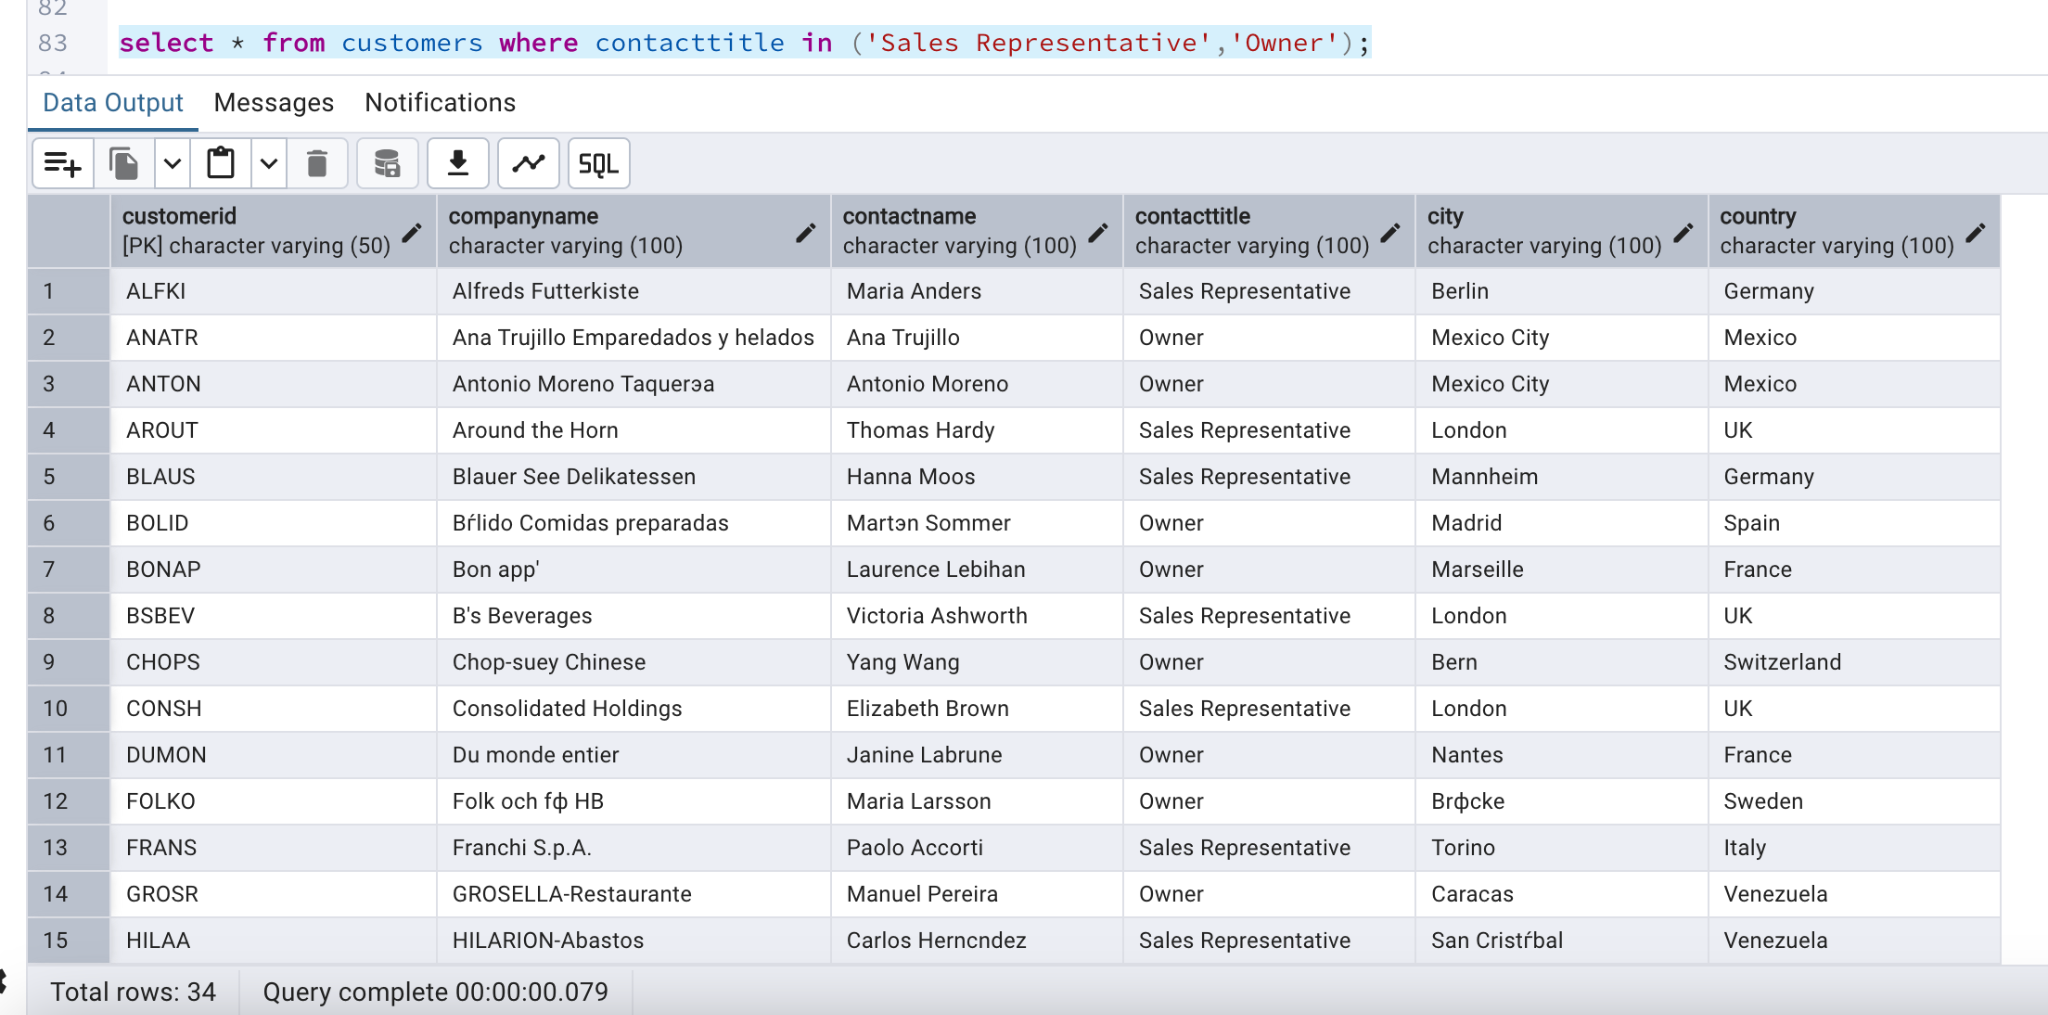 82
83 select * from customers where contacttitle in ('Sales Representative','Owner');
Data Output Messages Notifications
SQL
customerid companyname contactname contacttitle city country
[PK] character varying (50) character varying (100) character varying (100) character varying (100) character varying (100) character varying (100)
1 ALFKI Alfreds Futterkiste Maria Anders Sales Representative Berlin Germany
2 ANATR Ana Trujillo Emparedados y helados Ana Trujillo Owner Mexico City Mexico
3 ANTON Antonio Moreno Taquerэa Antonio Moreno Owner Mexico City Mexico
4 AROUT Around the Horn Thomas Hardy Sales Representative London UK
5 BLAUS Blauer See Delikatessen Hanna Moos Sales Representative Mannheim Germany
6 BOLID Bŕlido Comidas preparadas Martэn Sommer Owner Madrid Spain
7 BONAP Bon app' Laurence Lebihan Owner Marseille France
8 BSBEV B's Beverages Victoria Ashworth Sales Representative London UK
9 CHOPS Chop-suey Chinese Yang Wang Owner Bern Switzerland
10 CONSH Consolidated Holdings Elizabeth Brown Sales Representative London UK
11 DUMON Du monde entier Janine Labrune Owner Nantes France
12 FOLKO Folk och fф HB Maria Larsson Owner Brфcke Sweden
13 FRANS Franchi S.p.A. Paolo Accorti Sales Representative Torino Italy
14 GROSR GROSELLA-Restaurante Manuel Pereira Owner Caracas Venezuela
15 HILAA HILARION-Abastos Carlos Herncndez Sales Representative San Cristŕbal Venezuela
Total rows: 34 Query complete 00:00:00.079